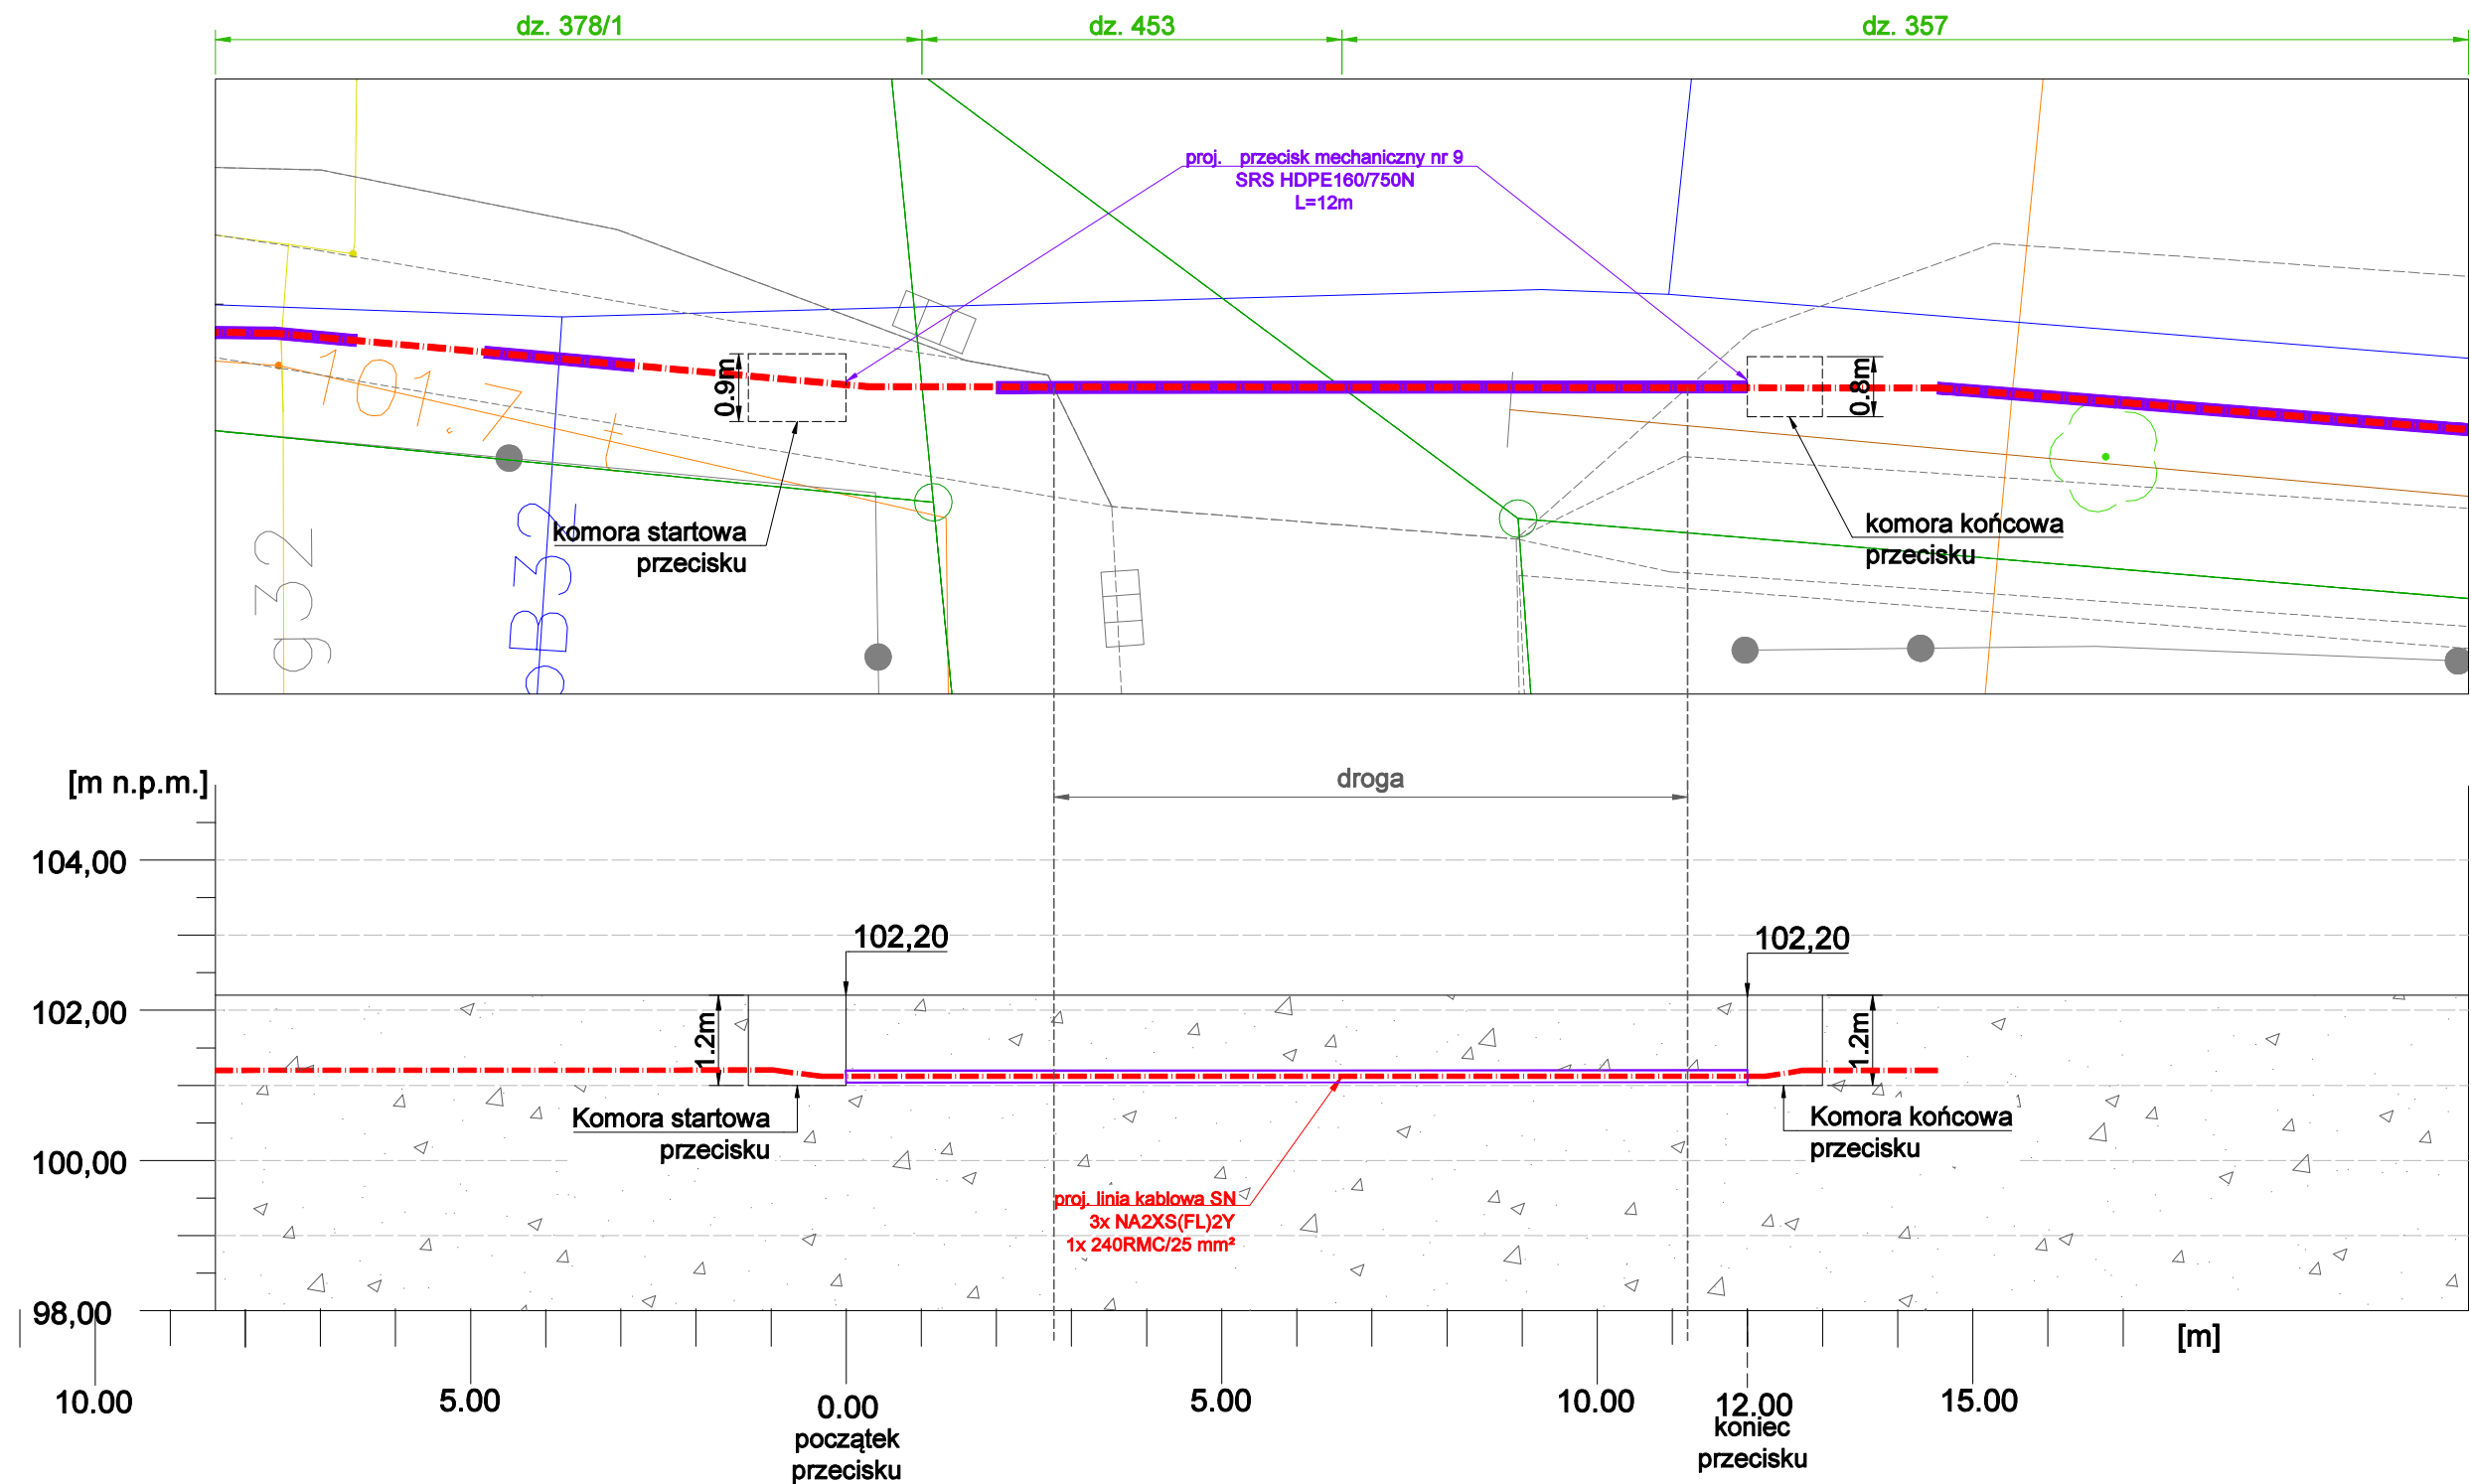 dz. 378/1
dz. 453
dz. 357
proj. przecisk mechaniczny nr 9
SRS HDPE160/750N
L=12m
0.9m
0.8m
101.7
t
g32
B32
komora startowa
przecisku
komora końcowa
przecisku
[m n.p.m.]
droga
104,00
102,20
102,20
102,00
1.2m
1.2m
Komora startowa
przecisku
Komora końcowa
przecisku
100,00
proj. linia kablowa SN
3x NA2XS(FL)2Y
1x 240RMC/25 mm²
98,00
[m]
10.00
5.00
0.00
5.00
10.00
12.00
15.00
początek
przecisku
koniec
przecisku